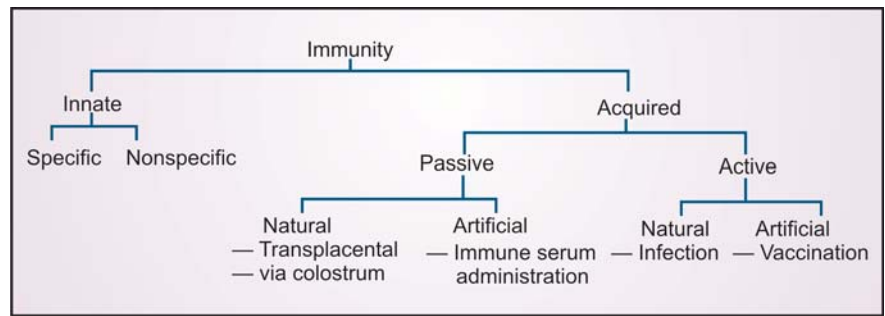 Immunity
Innate
Acquired
Specific
Nonspecific
Passive
Active
Natural
— Transplacental
— via colostrum
Artificial
— Immune serum
administration
Natural
— Infection
Artificial
— Vaccination